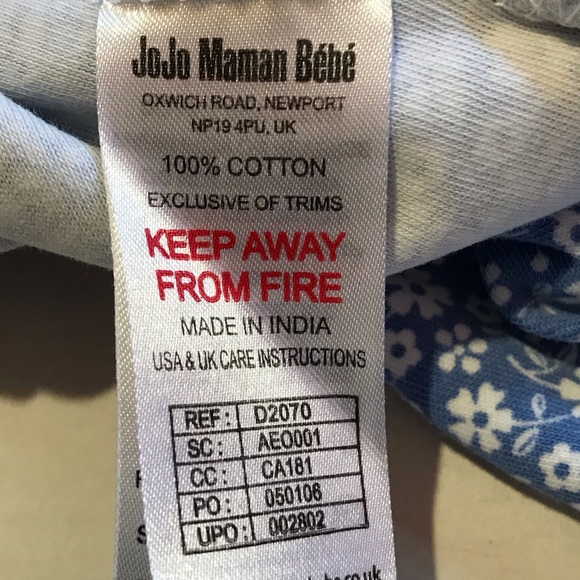 JoJo Maman Bébé
OXWICH ROAD, NEWPORT
NP19 4PU, UK
100% COTTON
EXCLUSIVE OF TRIMS
KEEP AWAY
FROM FIRE
MADE IN INDIA
USA & UK CARE INSTRUCTIONS
REF: D2070
SC: AEO001
CC: CA181
PO: 050106
UPO: 002802